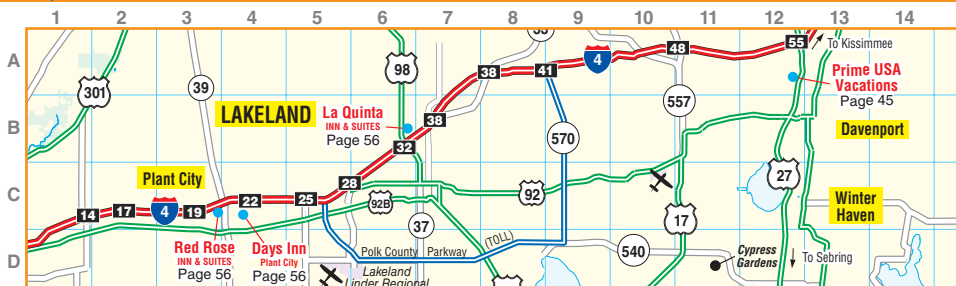 1 2 3 4 5 6 7 8 9 10 11 12 13 14
A
B
C
D
301
39
98
38
41
4
48
55
To Kissimmee
Prime USA
Vacations
Page 45
LAKELAND
La Quinta
INN & SUITES
Page 56
38
32
557
570
Davenport
Plant City
28
27
14
17
4
19
22
25
92B
92
17
Winter
Haven
37
Red Rose
INN & SUITES
Page 56
Days Inn
Plant City
Page 56
Polk County Parkway
(TOLL)
540
Cypress
Gardens
To Sebring
Lakeland
Linder Regional